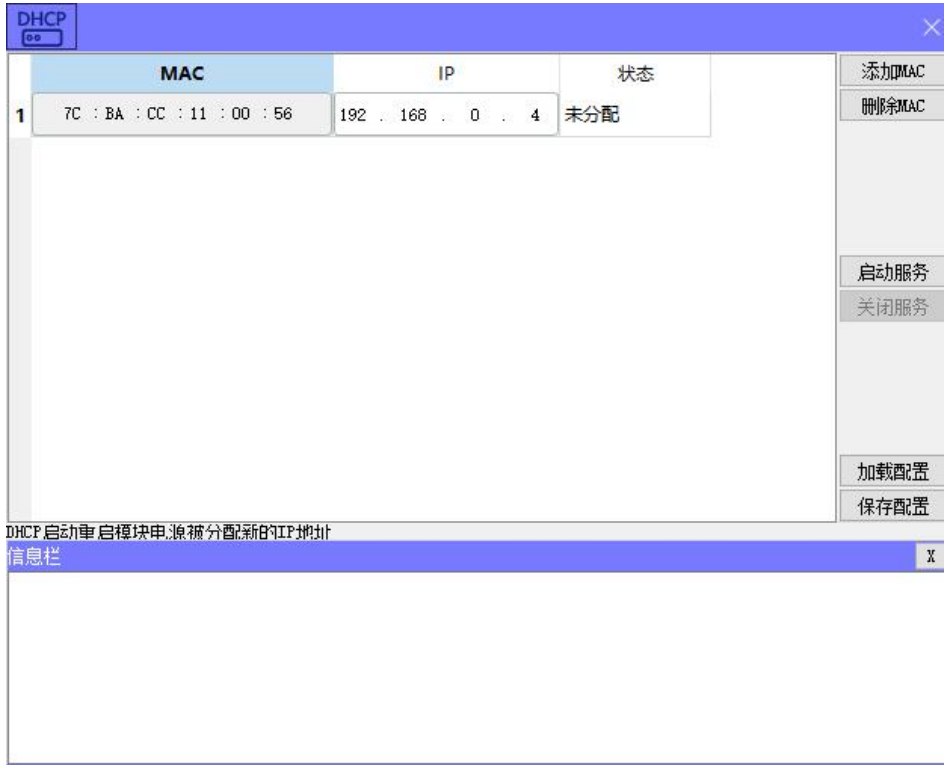 DHCP
MAC IP 状态
添加MAC
1 7C : BA : CC : 11 : 00 : 56 192 . 168 . 0 . 4 未分配
删除MAC
启动服务
关闭服务
加载配置
保存配置
DHCP启动重启模块电源被分配新的IP地址
信息栏 X